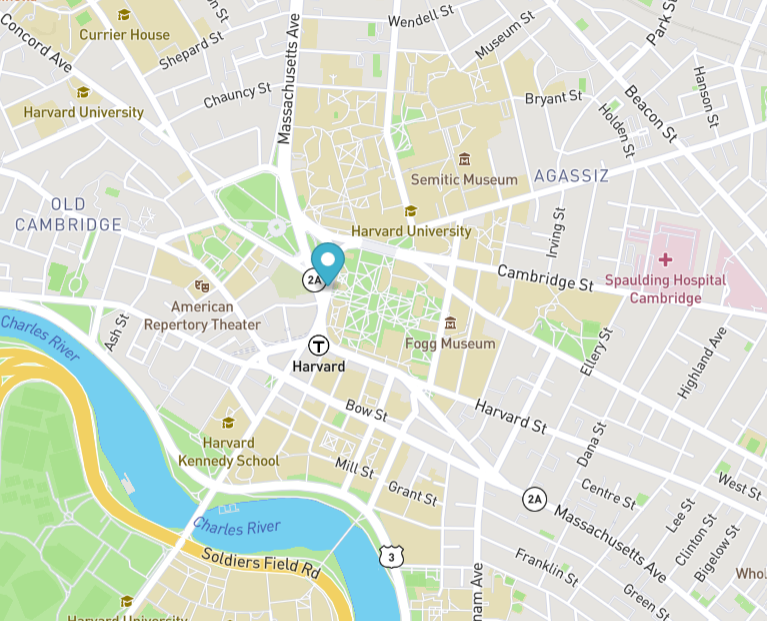 Wendell St
Park St
Currier House
Museum St
Concord Ave
Shepard St
Massachusetts Ave
Chauncy St
Bryant St
Hanson St
Beacon St
Holden St
Harvard University
Semitic Museum
AGASSIZ
OLD
CAMBRIDGE
Harvard University
Irving St
2A
Cambridge St
Spaulding Hospital
Cambridge
American
Repertory Theater
Charles River
Ash St
Fogg Museum
Ellery St
Highland Ave
T
Harvard
Bow St
Harvard St
Dana St
Harvard
Kennedy School
Mill St
Grant St
Centre St
West St
2A
Massachusetts Ave
Lee St
Clinton St
Bigelow St
Charles River
Soldiers Field Rd
3
Franklin St
Green St
nam Ave
Who
Harvard University